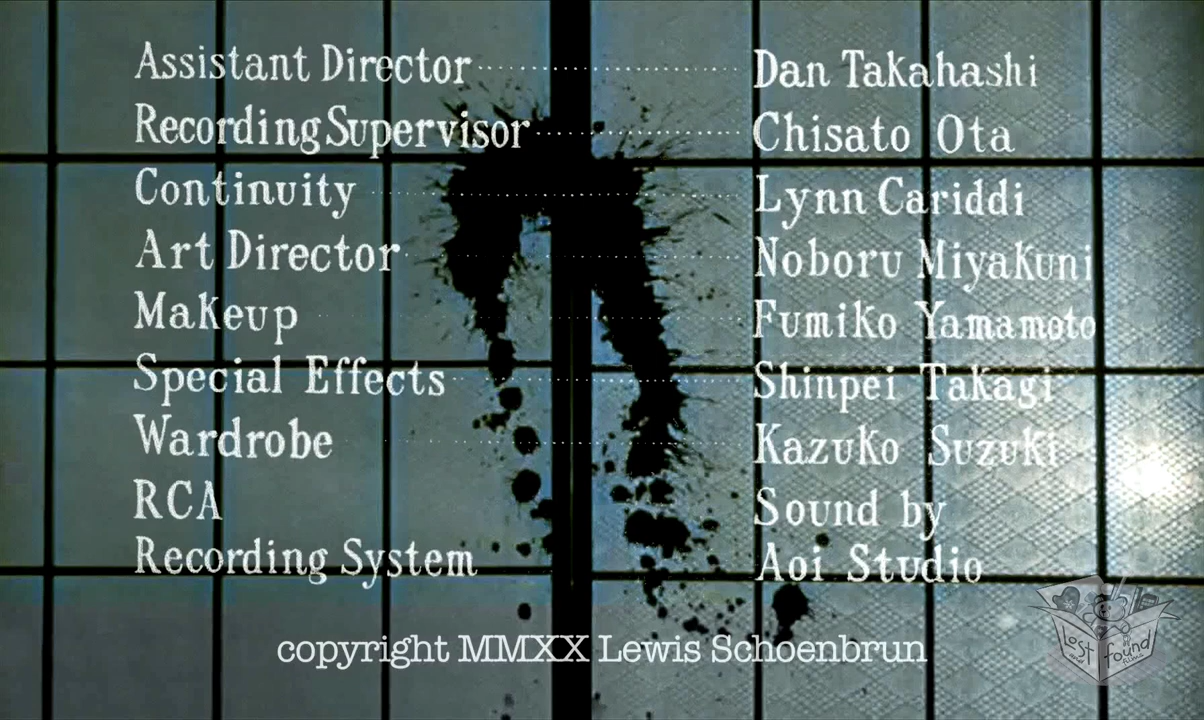 Assistant Director Dan Takahashi
Recording Supervisor Chisato Ota
Continuity Lynn Cariddi
Art Director Noboru Miyakuni
Makeup Fumiko Yamamoto
Special Effects Shinpei Takagi
Wardrobe Kazuko Suzuki
RCA Sound by
Recording System Aoi Studio
copyright MMXX Lewis Schoenbrun
Lost and found films